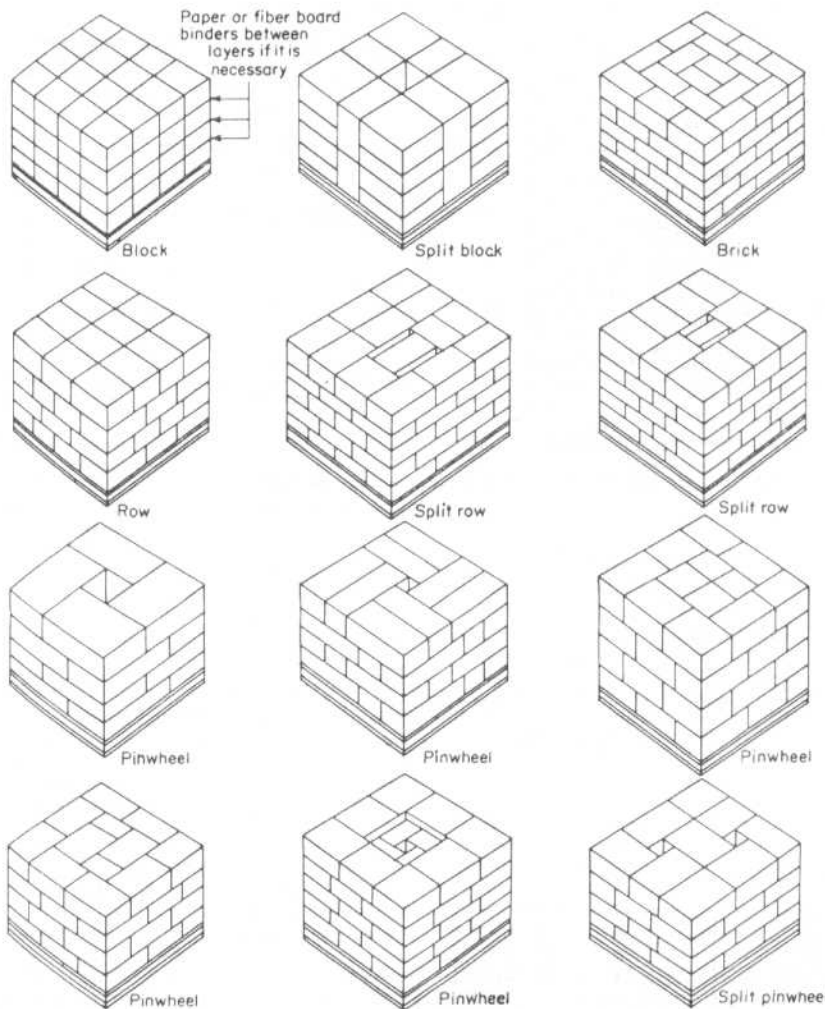 Paper or fiber board
binders between
layers if it is
necessary
Block
Split block
Brick
Row
Split row
Split row
Pinwheel
Pinwheel
Pinwheel
Pinwheel
Pinwheel
Split pinwhee